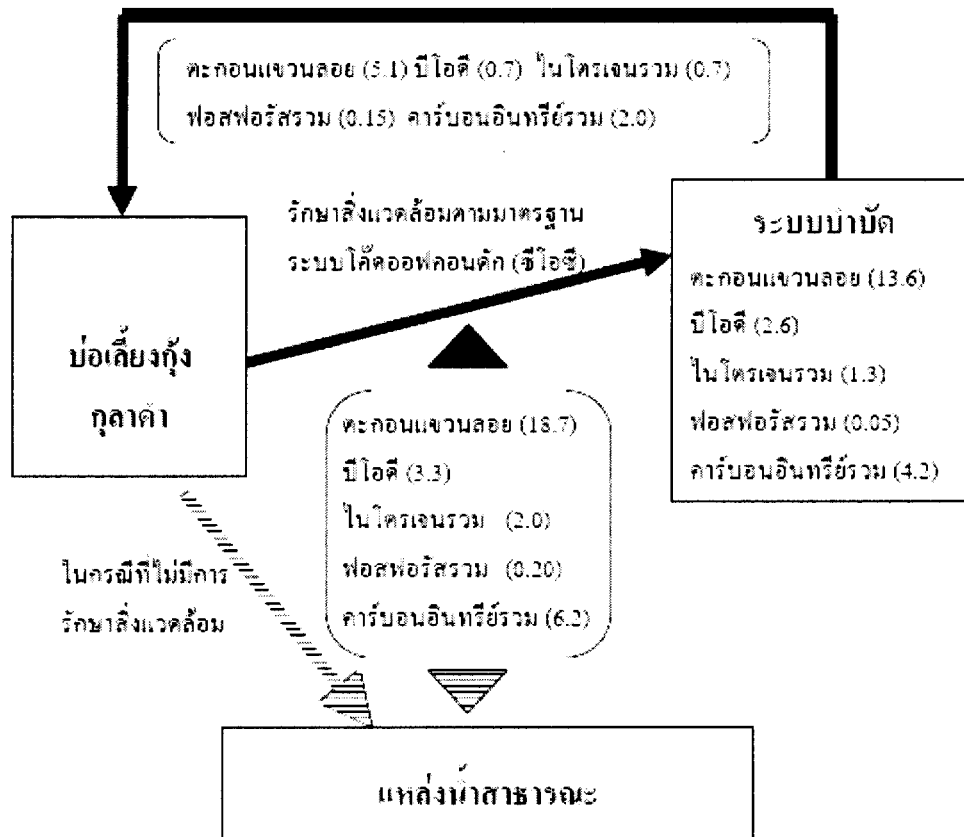 ตะกอนแขวนลอย (5.1) บีโอดี (0.7) ไนโตรเจนรวม (0.7)
ฟอสฟอรัสรวม (0.15) คาร์บอนอินทรีย์รวม (2.0)
รักษาสิ่งแวดล้อมตามมาตรฐาน
ระบบโค๊ดออฟคอนดัก (ซีโอซี)
ระบบบำบัด
ตะกอนแขวนลอย (13.6)
บีโอดี (2.6)
ไนโตรเจนรวม (1.3)
ฟอสฟอรัสรวม (0.05)
คาร์บอนอินทรีย์รวม (4.2)
บ่อเลี้ยงกุ้ง
กุลาดำ
ตะกอนแขวนลอย (18.7)
บีโอดี (3.3)
ไนโตรเจนรวม (2.0)
ฟอสฟอรัสรวม (0.20)
คาร์บอนอินทรีย์รวม (6.2)
ในกรณีที่ไม่มีการ
รักษาสิ่งแวดล้อม
แหล่งน้ำสาธารณะ